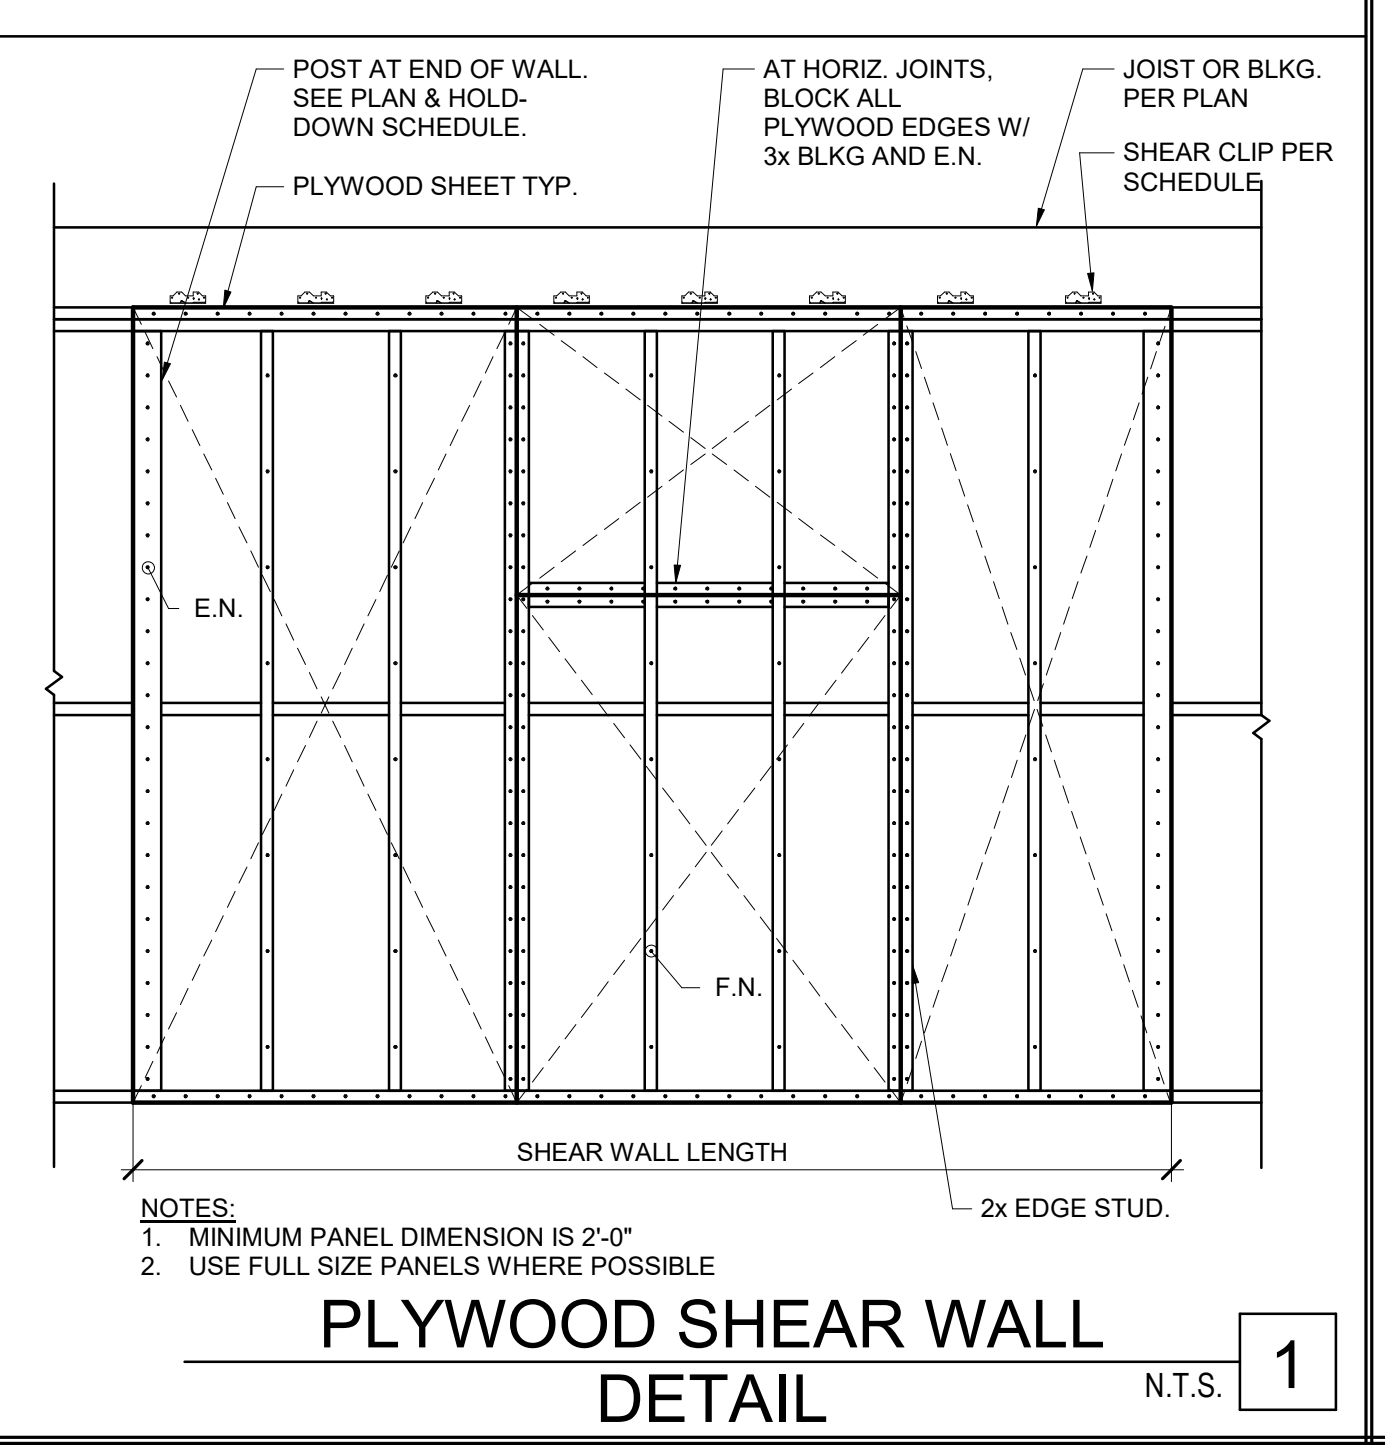 POST AT END OF WALL.
SEE PLAN & HOLD-
DOWN SCHEDULE.
PLYWOOD SHEET TYP.
AT HORIZ. JOINTS,
BLOCK ALL
PLYWOOD EDGES W/
3x BLKG AND E.N.
JOIST OR BLKG.
PER PLAN
SHEAR CLIP PER
SCHEDULE
E.N.
F.N.
SHEAR WALL LENGTH
2x EDGE STUD.
NOTES:
1. MINIMUM PANEL DIMENSION IS 2'-0"
2. USE FULL SIZE PANELS WHERE POSSIBLE
PLYWOOD SHEAR WALL
DETAIL
N.T.S.
1